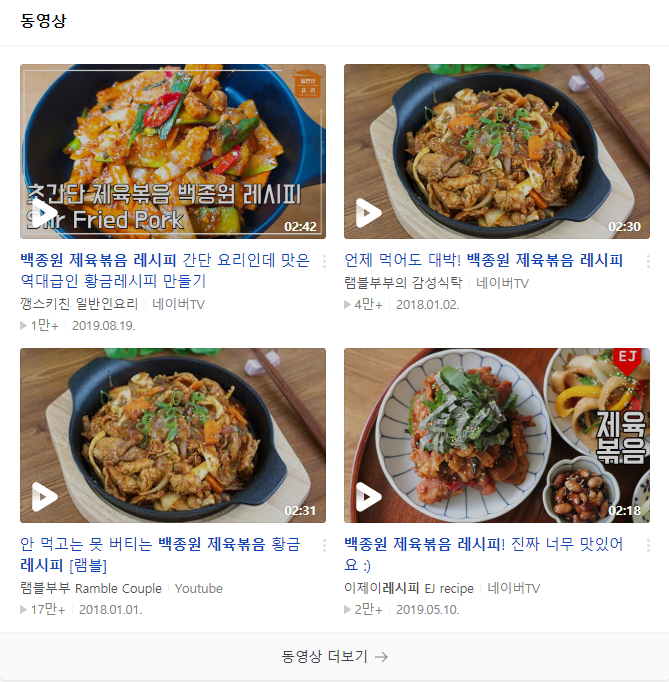 동영상
일반인
요리
초간단 제육볶음 백종원 레시피
Stir Fried Pork
02:42
02:30
백종원 제육볶음 레시피 간단 요리인데 맛은
역대급인 황금레시피 만들기
깽스키친 일반인요리 네이버TV
1만+ 2019.08.19.
언제 먹어도 대박! 백종원 제육볶음 레시피
램블부부의 감성식탁 네이버TV
4만+ 2018.01.02.
02:31
EJ
제육
볶음
02:18
안 먹고는 못 버티는 백종원 제육볶음 황금
레시피 [램블]
램블부부 Ramble Couple Youtube
17만+ 2018.01.01.
백종원 제육볶음 레시피! 진짜 너무 맛있어
요 :)
이제이레시피 EJ recipe 네이버TV
2만+ 2019.05.10.
동영상 더보기 →